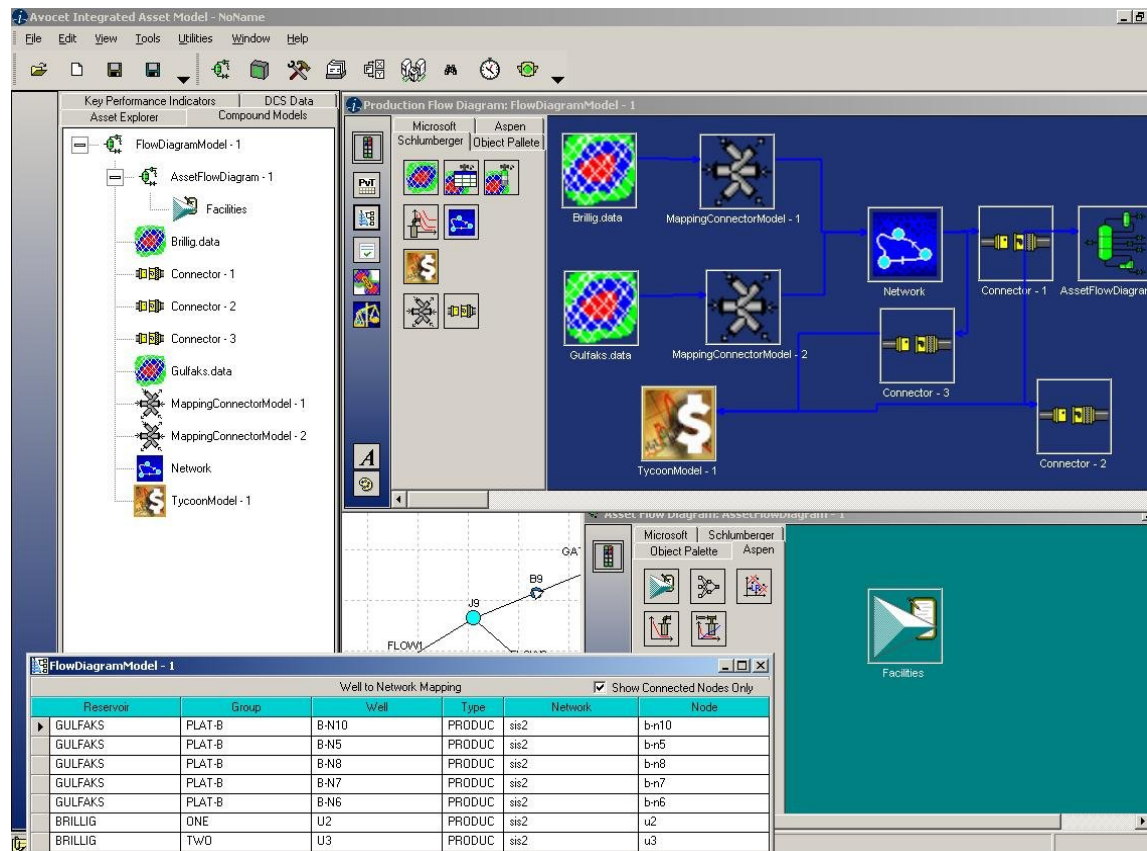 Avocet Integrated Asset Model - NoName
File Edit View Tools Utilities Window Help
Key Performance Indicators DCS Data
Asset Explorer Compound Models
FlowDiagramModel - 1
AssetFlowDiagram - 1
Facilities
Brillig.data
Connector - 1
Connector - 2
Connector - 3
Gulfaks.data
MappingConnectorModel - 1
MappingConnectorModel - 2
Network
TycoonModel - 1
Production Flow Diagram: FlowDiagramModel - 1
Microsoft Aspen
Schlumberger Object Pallete
PvT
A
Brillig.data
MappingConnectorModel - 1
Network
Connector - 1
AssetFlowDiagram
Gulfaks.data
MappingConnectorModel - 2
Connector - 3
TycoonModel - 1
Connector - 2
Asset Flow Diagram: AssetFlowDiagram - 1
Microsoft Schlumberger
Object Palette Aspen
GA
B9
J9
FLOW1
Facilities
FlowDiagramModel - 1
Well to Network Mapping Show Connected Nodes Only
Reservoir Group Well Type Network Node
GULFAKS PLAT-B B-N10 PRODUC sis2 b-n10
GULFAKS PLAT-B B-N5 PRODUC sis2 b-n5
GULFAKS PLAT-B B-N8 PRODUC sis2 b-n8
GULFAKS PLAT-B B-N7 PRODUC sis2 b-n7
GULFAKS PLAT-B B-N6 PRODUC sis2 b-n6
BRILLIG ONE U2 PRODUC sis2 u2
BRILLIG TWO U3 PRODUC sis2 u3